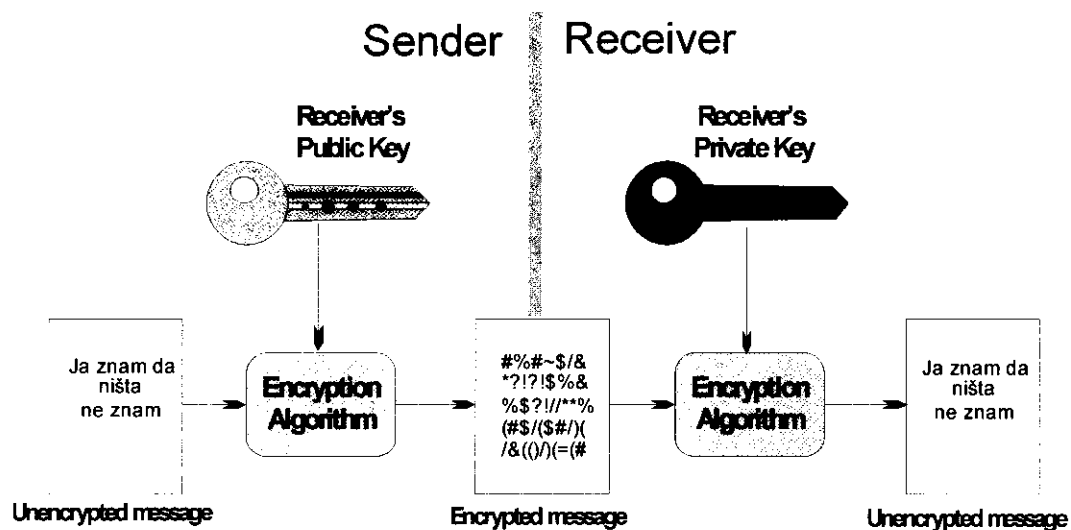 Sender
Receiver
Receiver's
Public Key
Receiver's
Private Key
Ja znam da
ništa
ne znam
Encryption
Algorithm
#%#~$/&
*?!?!$%&
%$?!//**%
(#$/($#/)(
/&(()/)(=(#
Encryption
Algorithm
Ja znam da
ništa
ne znam
Unencrypted message
Encrypted message
Unencrypted message